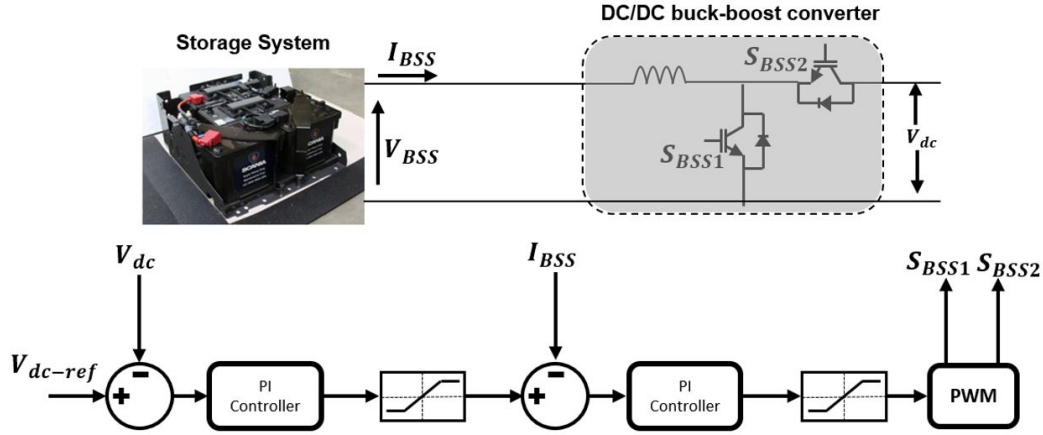 DC/DC buck-boost converter
Storage System
I_BSS
S_BSS2
V_BSS
S_BSS1
V_dc
SCANIA
V_dc
I_BSS
S_BSS1 S_BSS2
V_dc-ref
PI
Controller
PI
Controller
PWM